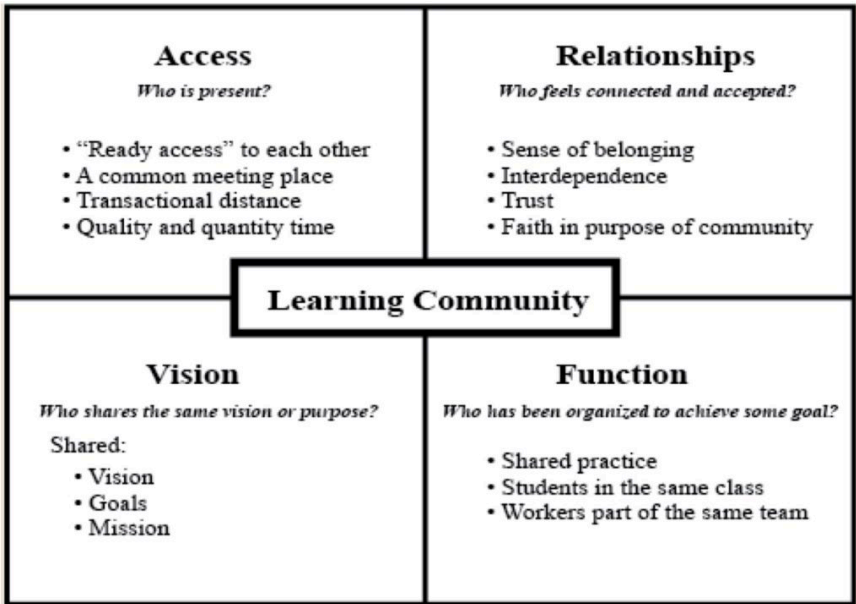 Access
Who is present?
• “Ready access” to each other
• A common meeting place
• Transactional distance
• Quality and quantity time
Relationships
Who feels connected and accepted?
• Sense of belonging
• Interdependence
• Trust
• Faith in purpose of community
Learning Community
Vision
Who shares the same vision or purpose?
Shared:
• Vision
• Goals
• Mission
Function
Who has been organized to achieve some goal?
• Shared practice
• Students in the same class
• Workers part of the same team